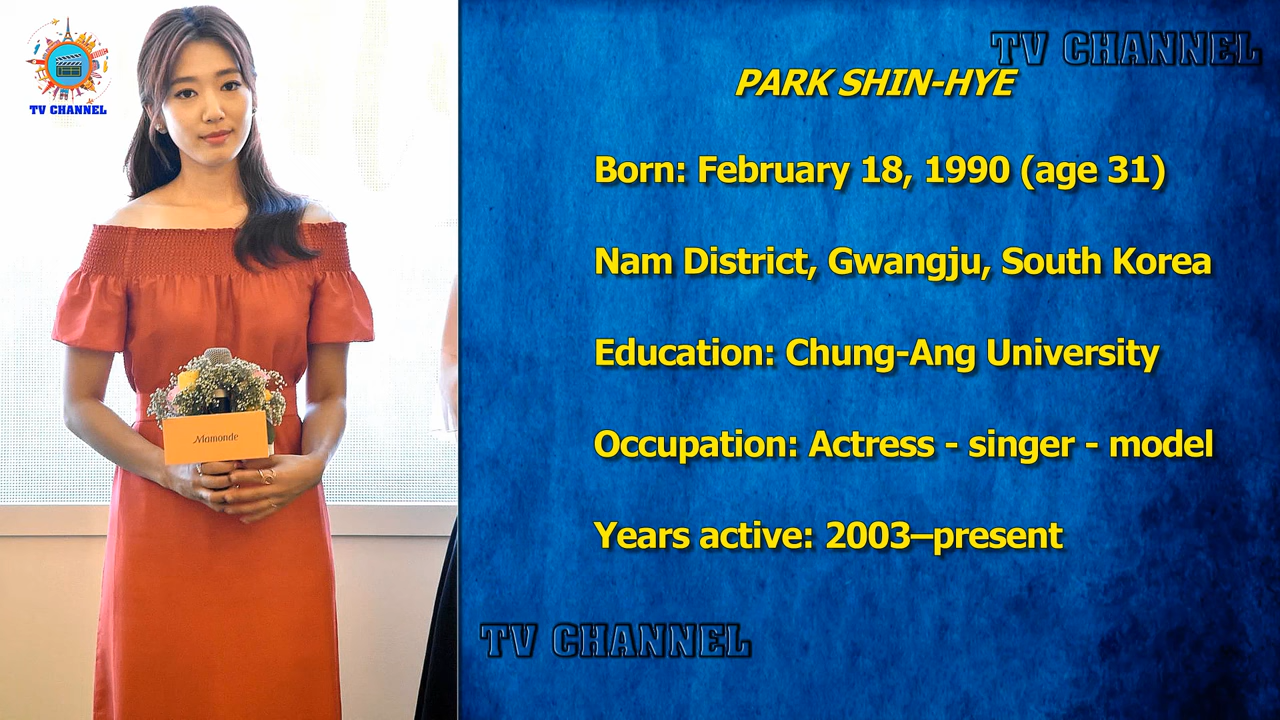 TV CHANNEL
TV CHANNEL
PARK SHIN-HYE
Born: February 18, 1990 (age 31)
Nam District, Gwangju, South Korea
Education: Chung-Ang University
Occupation: Actress - singer - model
Mamonde
Years active: 2003–present
TV CHANNEL